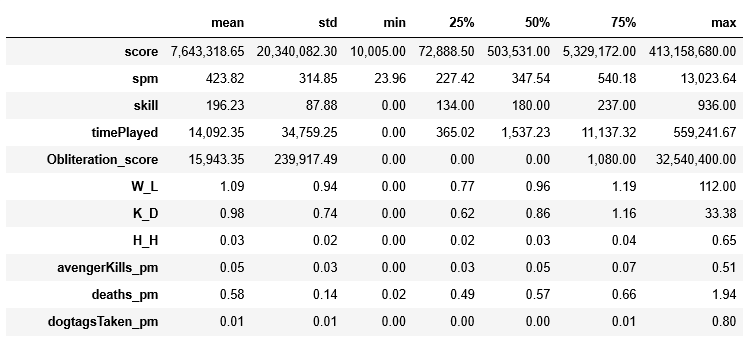 mean std min 25% 50% 75% max
score 7,643,318.65 20,340,082.30 10,005.00 72,888.50 503,531.00 5,329,172.00 413,158,680.00
spm 423.82 314.85 23.96 227.42 347.54 540.18 13,023.64
skill 196.23 87.88 0.00 134.00 180.00 237.00 936.00
timePlayed 14,092.35 34,759.25 0.00 365.02 1,537.23 11,137.32 559,241.67
Obliteration_score 15,943.35 239,917.49 0.00 0.00 0.00 1,080.00 32,540,400.00
W_L 1.09 0.94 0.00 0.77 0.96 1.19 112.00
K_D 0.98 0.74 0.00 0.62 0.86 1.16 33.38
H_H 0.03 0.02 0.00 0.02 0.03 0.04 0.65
avengerKills_pm 0.05 0.03 0.00 0.03 0.05 0.07 0.51
deaths_pm 0.58 0.14 0.02 0.49 0.57 0.66 1.94
dogtagsTaken_pm 0.01 0.01 0.00 0.00 0.00 0.01 0.80